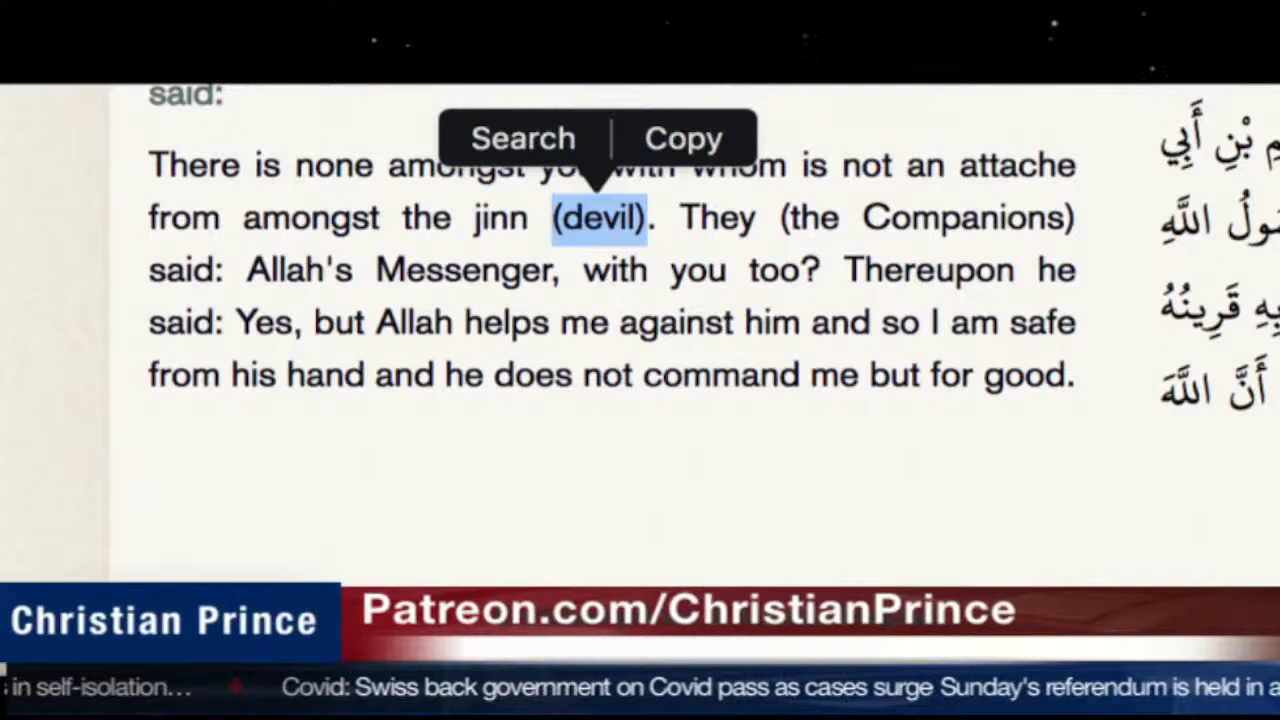 said:
Search Copy
There is none amongst you with whom is not an attache
from amongst the jinn (devil). They (the Companions)
said: Allah's Messenger, with you too? Thereupon he
said: Yes, but Allah helps me against him and so I am safe
from his hand and he does not command me but for good.
بْنِ أَبِي
اللَّهِ
قَرِينُهُ
أَنَّ اللَّهَ
Christian Prince
Patreon.com/ChristianPrince
in self-isolation... Covid: Swiss back government on Covid pass as cases surge Sunday's referendum is held in a